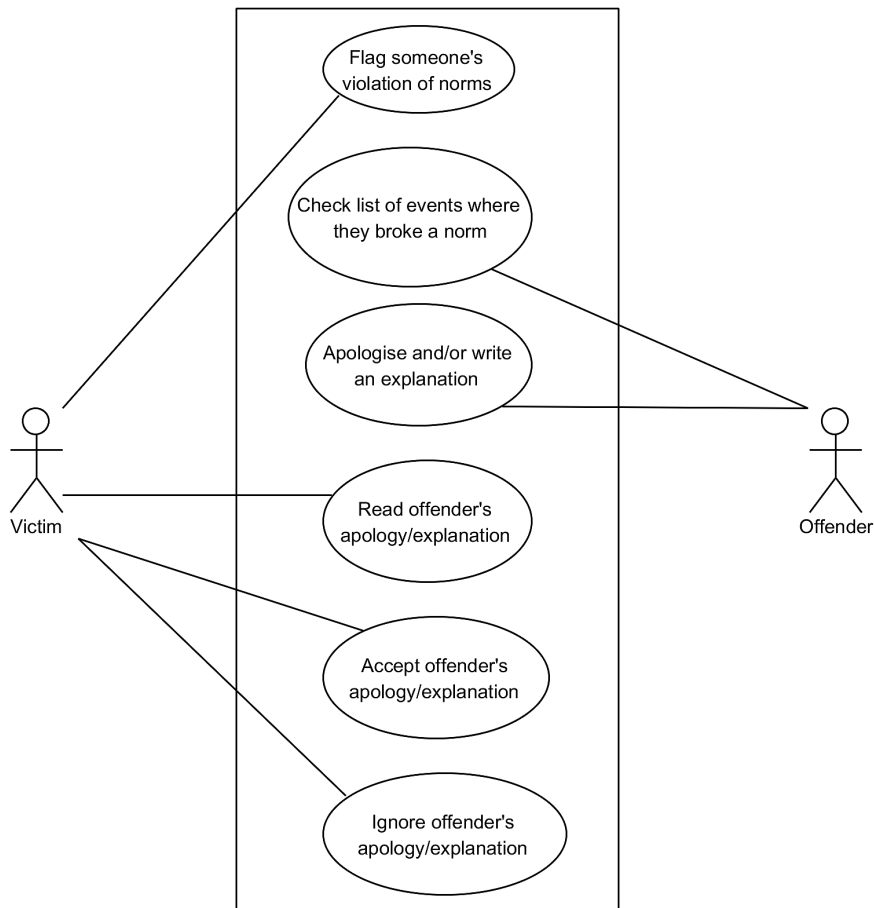 Flag someone's
violation of norms
Check list of events where
they broke a norm
Apologise and/or write
an explanation
Read offender's
apology/explanation
Victim
Offender
Accept offender's
apology/explanation
Ignore offender's
apology/explanation